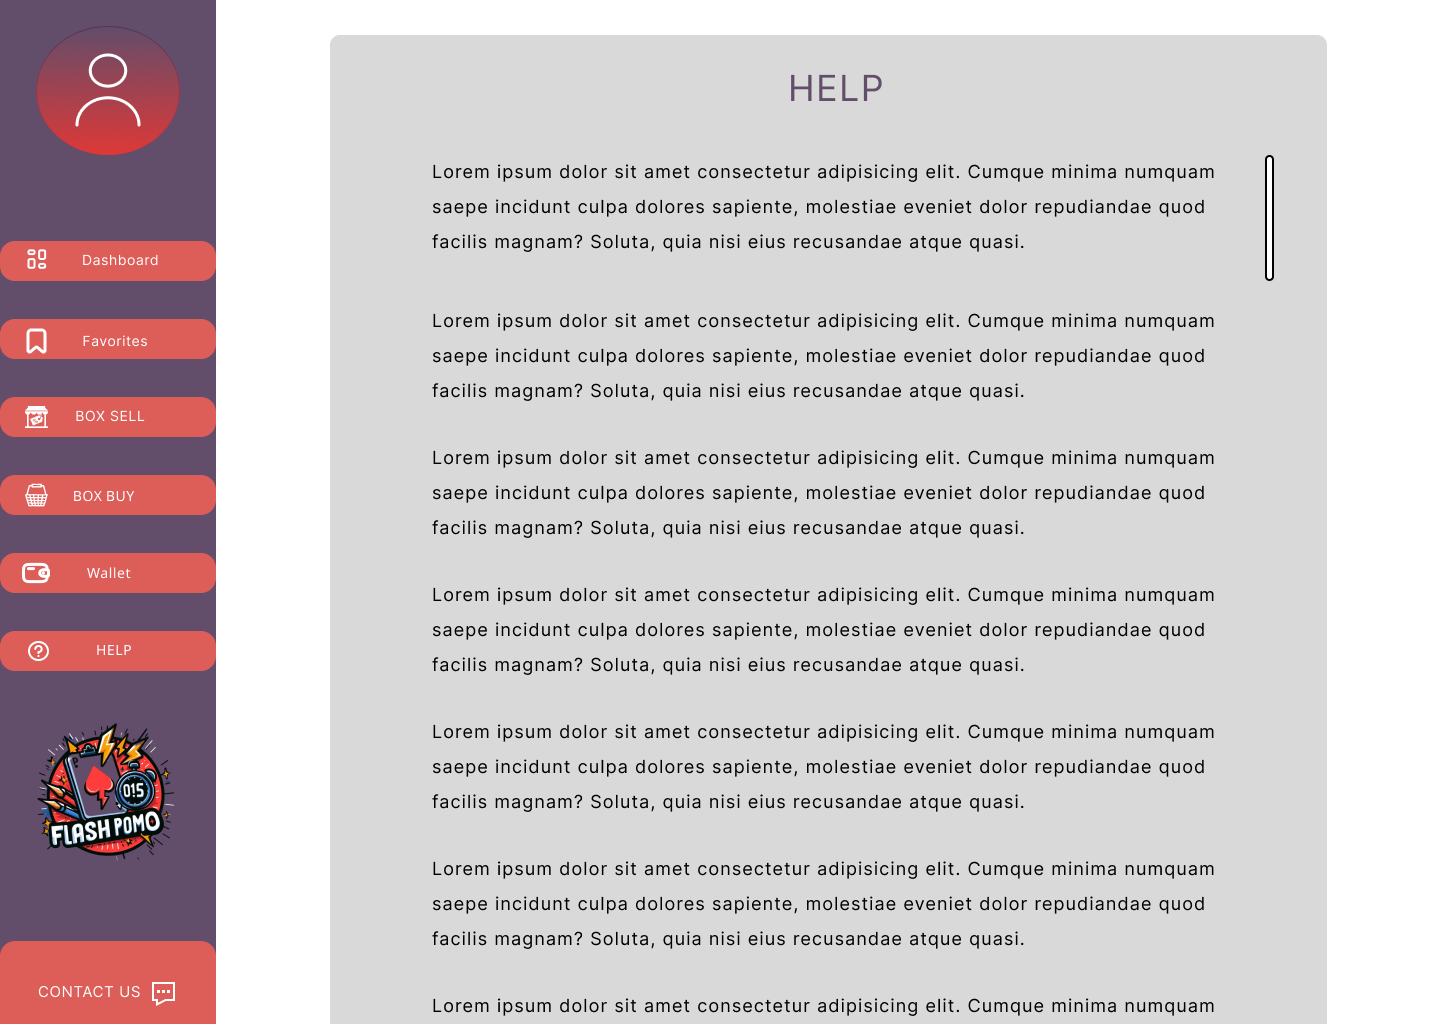 HELP
Lorem ipsum dolor sit amet consectetur adipisicing elit. Cumque minima numquam
saepe incidunt culpa dolores sapiente, molestiae eveniet dolor repudiandae quod
facilis magnam? Soluta, quia nisi eius recusandae atque quasi.
Lorem ipsum dolor sit amet consectetur adipisicing elit. Cumque minima numquam
saepe incidunt culpa dolores sapiente, molestiae eveniet dolor repudiandae quod
facilis magnam? Soluta, quia nisi eius recusandae atque quasi.
Lorem ipsum dolor sit amet consectetur adipisicing elit. Cumque minima numquam
saepe incidunt culpa dolores sapiente, molestiae eveniet dolor repudiandae quod
facilis magnam? Soluta, quia nisi eius recusandae atque quasi.
Lorem ipsum dolor sit amet consectetur adipisicing elit. Cumque minima numquam
saepe incidunt culpa dolores sapiente, molestiae eveniet dolor repudiandae quod
facilis magnam? Soluta, quia nisi eius recusandae atque quasi.
Lorem ipsum dolor sit amet consectetur adipisicing elit. Cumque minima numquam
saepe incidunt culpa dolores sapiente, molestiae eveniet dolor repudiandae quod
facilis magnam? Soluta, quia nisi eius recusandae atque quasi.
Lorem ipsum dolor sit amet consectetur adipisicing elit. Cumque minima numquam
saepe incidunt culpa dolores sapiente, molestiae eveniet dolor repudiandae quod
facilis magnam? Soluta, quia nisi eius recusandae atque quasi.
Lorem ipsum dolor sit amet consectetur adipisicing elit. Cumque minima numquam
Dashboard
Favorites
BOX SELL
BOX BUY
Wallet
HELP
015
FLASH POMO
CONTACT US